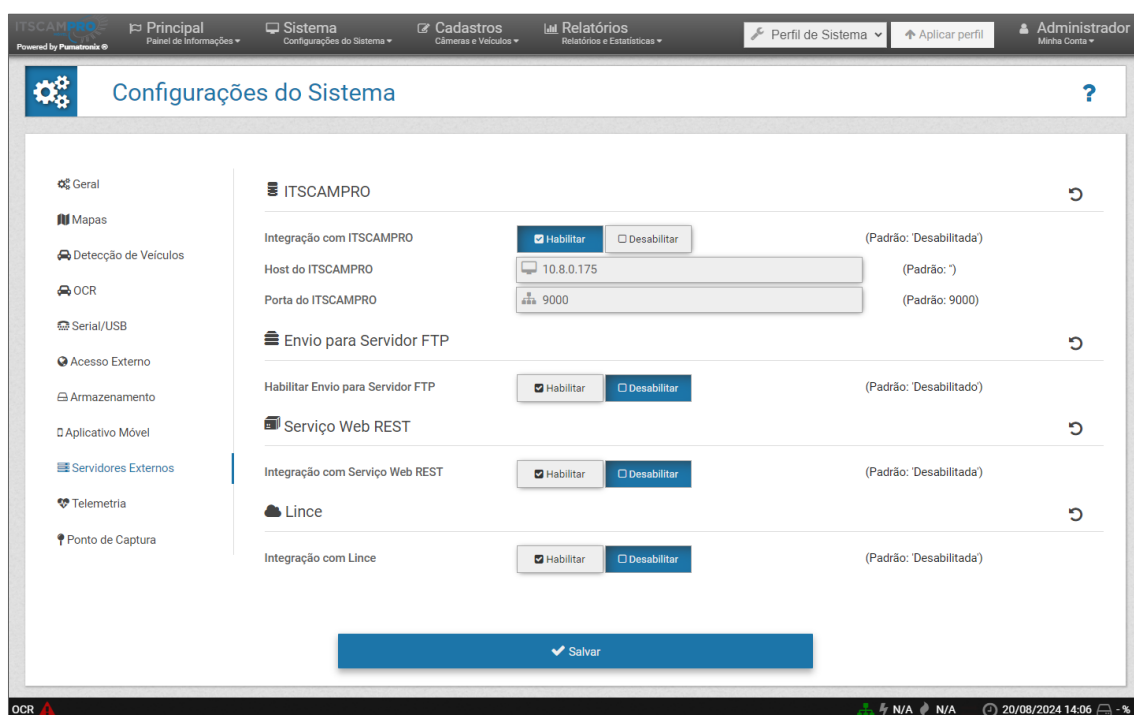 ITSCAMPRO
Powered by Pumatronix ®
Principal
Painel de Informações
Sistema
Configurações do Sistema
Cadastros
Câmeras e Veículos
Relatórios
Relatórios e Estatísticas
Perfil de Sistema
Aplicar perfil
Administrador
Minha Conta
Configurações do Sistema
?
Geral
Mapas
Detecção de Veículos
OCR
Serial/USB
Acesso Externo
Armazenamento
Aplicativo Móvel
Servidores Externos
Telemetria
Ponto de Captura
ITSCAMPRO
Integração com ITSCAMPRO Habilitar Desabilitar (Padrão: 'Desabilitada')
Host do ITSCAMPRO 10.8.0.175 (Padrão: '')
Porta do ITSCAMPRO 9000 (Padrão: 9000)
Envio para Servidor FTP
Habilitar Envio para Servidor FTP Habilitar Desabilitar (Padrão: 'Desabilitado')
Serviço Web REST
Integração com Serviço Web REST Habilitar Desabilitar (Padrão: 'Desabilitada')
Lince
Integração com Lince Habilitar Desabilitar (Padrão: 'Desabilitada')
Salvar
OCR N/A N/A 20/08/2024 14:06 - %